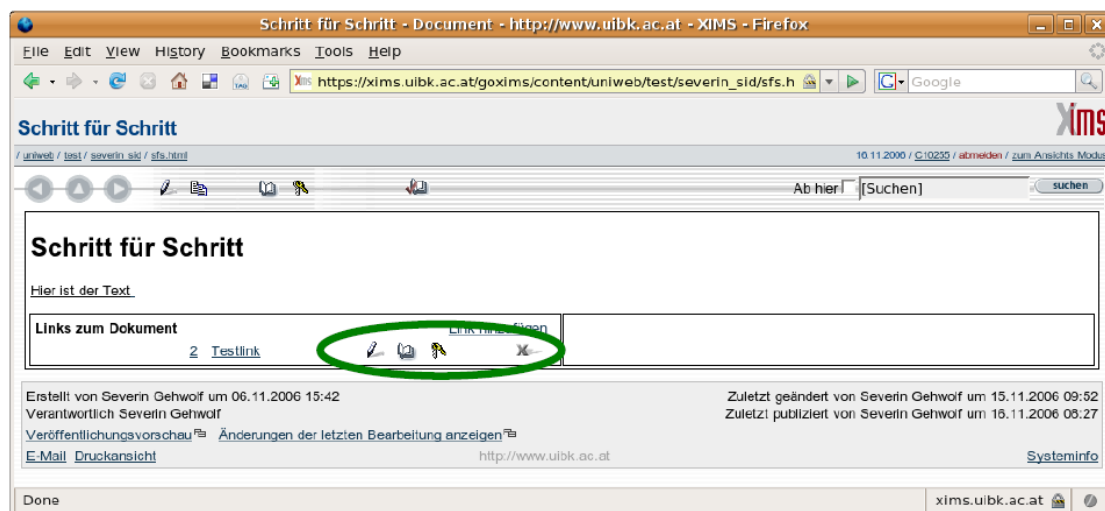 Schritt für Schritt - Document - http://www.uibk.ac.at - XIMS - Firefox
File Edit View History Bookmarks Tools Help
https://xims.uibk.ac.at/goxims/content/uniweb/test/severin_sid/sfs.h Google
Schritt für Schritt Xims
/ uniweb / test / severin_sid / sfs.html 16.11.2006 / C10235 / abmelden / zum Ansichts Modus
Ab hier [Suchen] suchen
Schritt für Schritt
Hier ist der Text
Links zum Dokument Link hinzufügen
2 Testlink
Erstellt von Severin Gehwolf um 06.11.2006 15:42 Zuletzt geändert von Severin Gehwolf um 15.11.2006 09:52
Verantwortlich Severin Gehwolf Zuletzt publiziert von Severin Gehwolf um 16.11.2006 08:27
Veröffentlichungsvorschau Änderungen der letzten Bearbeitung anzeigen
E-Mail Druckansicht http://www.uibk.ac.at Systeminfo
Done xims.uibk.ac.at